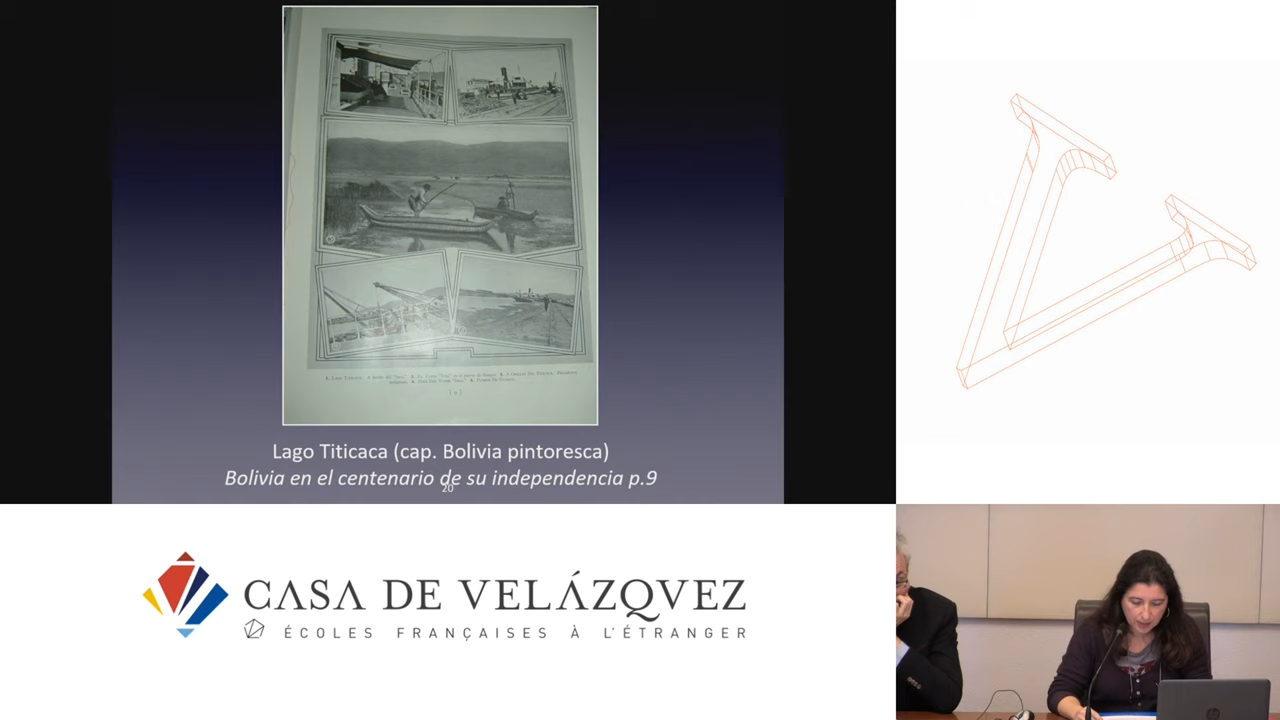 Lago Titicaca (cap. Bolivia pintoresca)
Bolivia en el centenario de su independencia p.9
20
CASA DE VELÁZQVEZ
ÉCOLES FRANÇAISES À L'ÉTRANGER